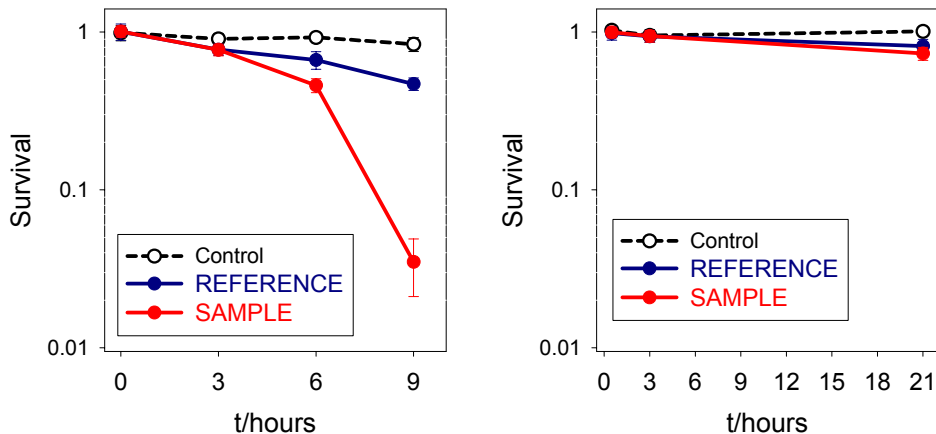 1
0.1
0.01
Survival
Control
REFERENCE
SAMPLE
0 3 6 9
t/hours
1
0.1
0.01
Survival
Control
REFERENCE
SAMPLE
0 3 6 9 12 15 18 21
t/hours